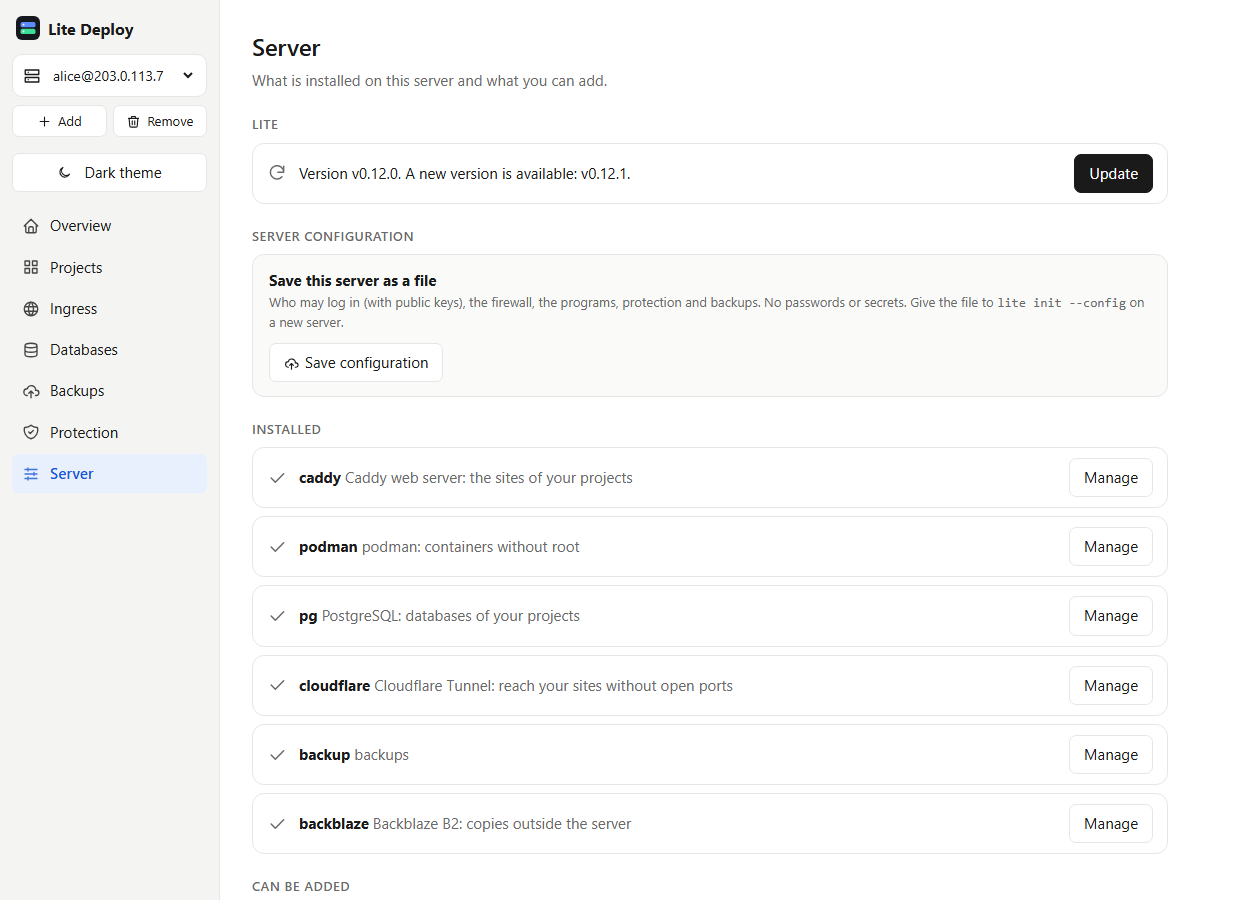 Lite Deploy
alice@203.0.113.7
Add
Remove
Dark theme
Overview
Projects
Ingress
Databases
Backups
Protection
Server
Server
What is installed on this server and what you can add.
LITE
Version v0.12.0. A new version is available: v0.12.1.
Update
SERVER CONFIGURATION
Save this server as a file
Who may log in (with public keys), the firewall, the programs, protection and backups. No passwords or secrets. Give the file to lite init --config on
a new server.
Save configuration
INSTALLED
caddy Caddy web server: the sites of your projects
Manage
podman podman: containers without root
Manage
pg PostgreSQL: databases of your projects
Manage
cloudflare Cloudflare Tunnel: reach your sites without open ports
Manage
backup backups
Manage
backblaze Backblaze B2: copies outside the server
Manage
CAN BE ADDED